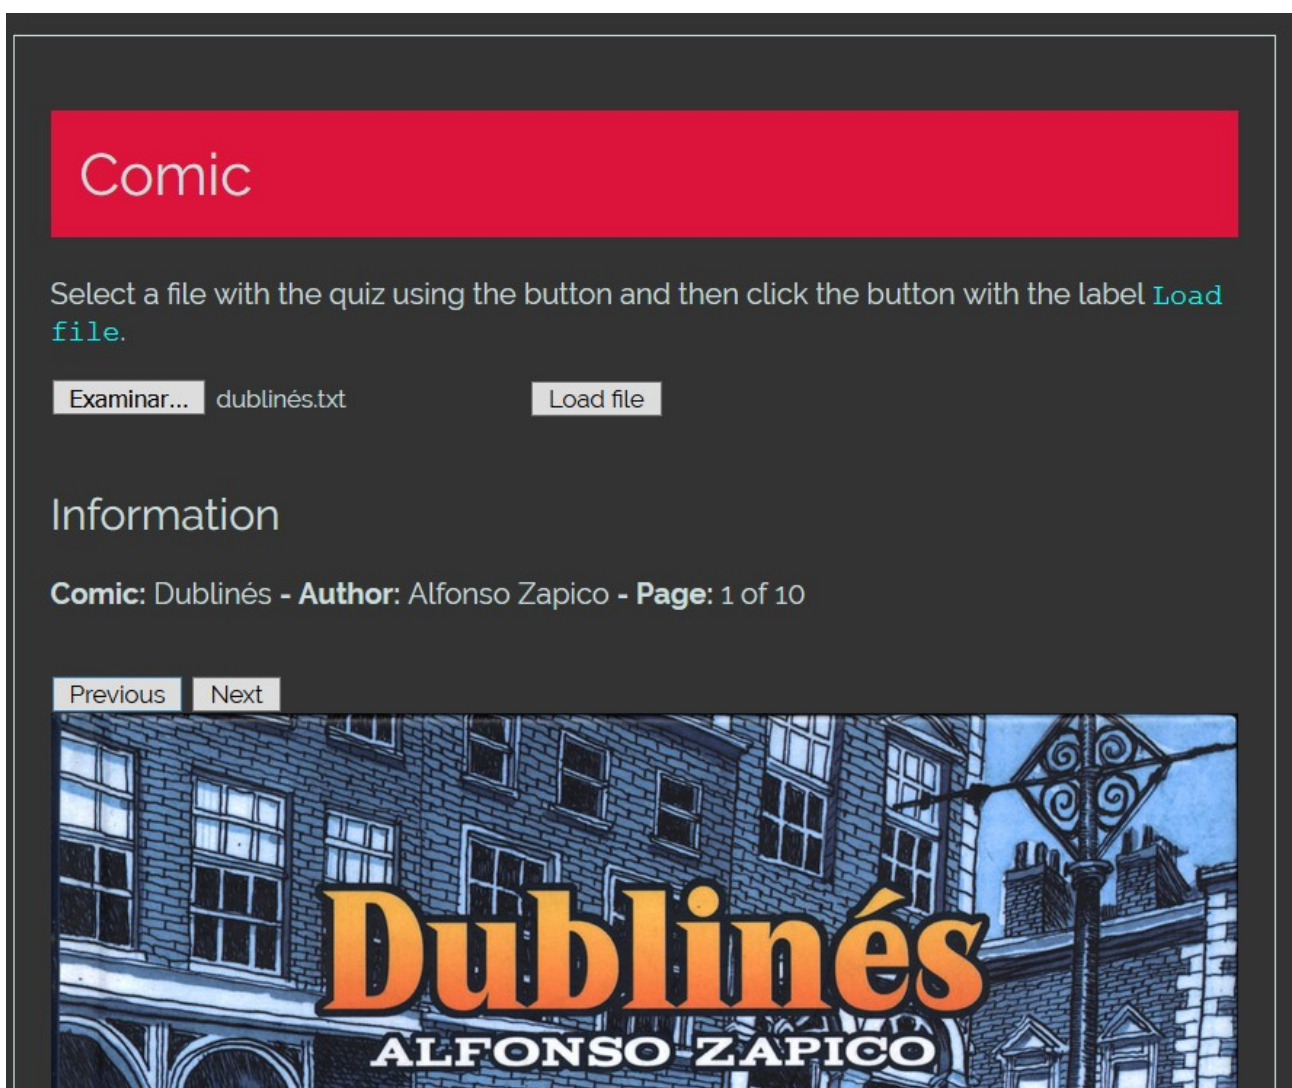 Comic
Select a file with the quiz using the button and then click the button with the label Load
file.
Examinar... dublinés.txt Load file
Information
Comic: Dublinés - Author: Alfonso Zapico - Page: 1 of 10
Previous Next
Dublinés
ALFONSO ZAPICO